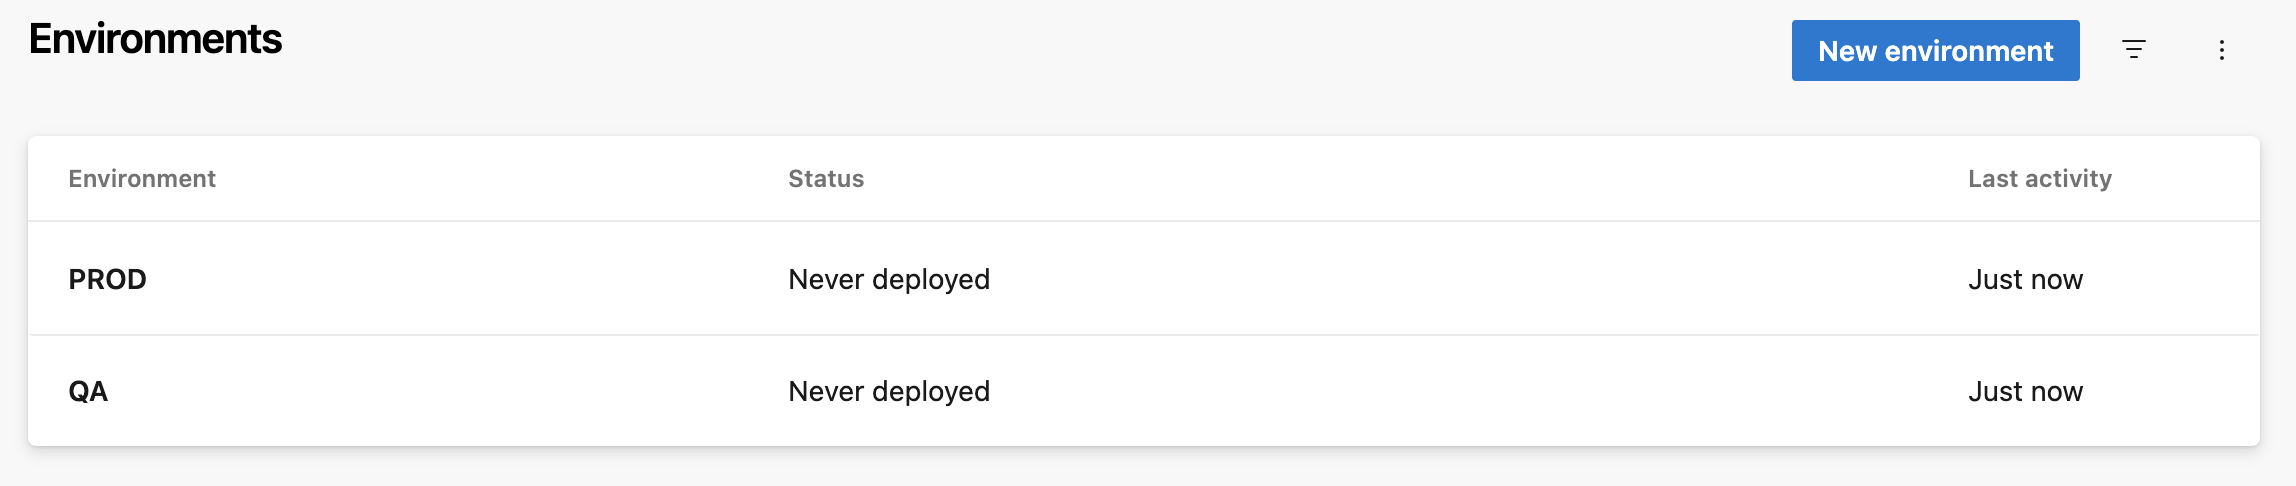 Environments
New environment
Environment Status Last activity
PROD Never deployed Just now
QA Never deployed Just now